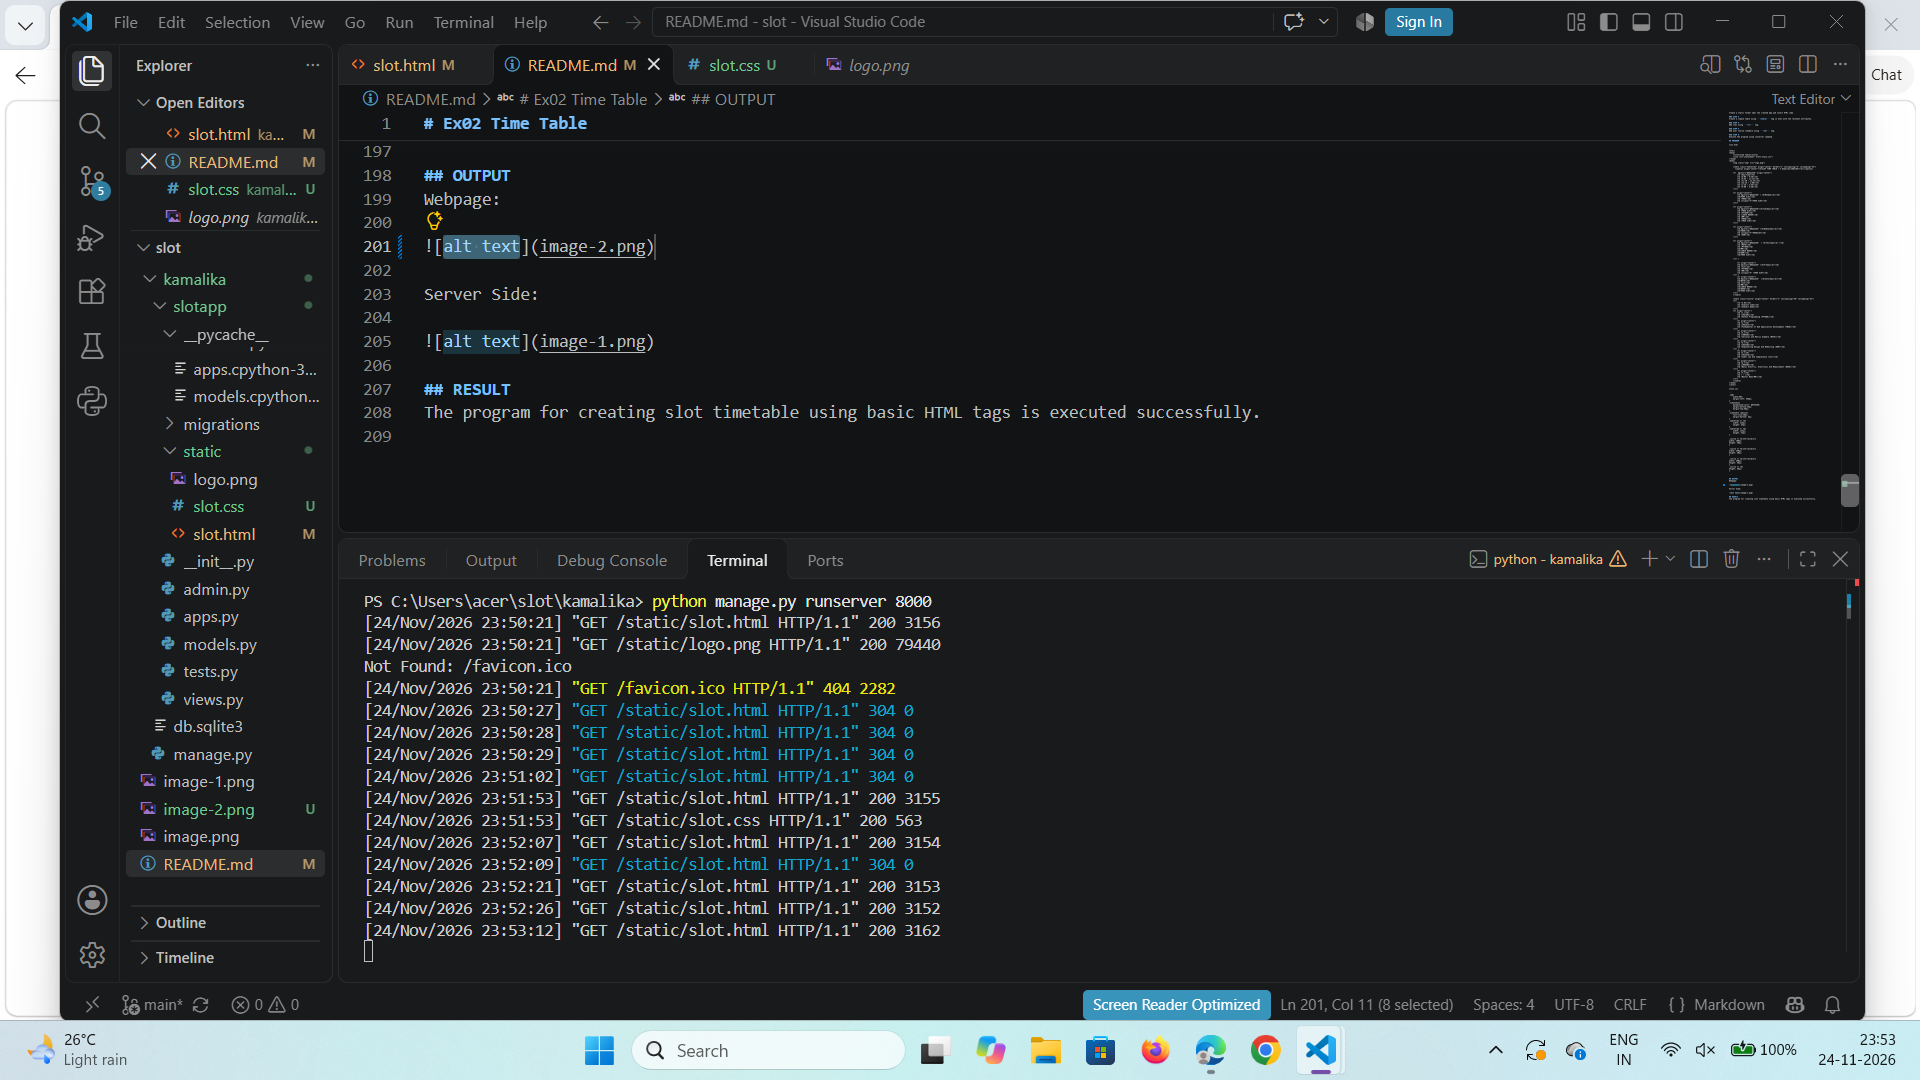 File Edit Selection View Go Run Terminal Help
README.md - slot - Visual Studio Code
Sign In
Chat
Explorer
Open Editors
slot.html ka... M
README.md M
slot.css kamal... U
logo.png kamalik...
slot
kamalika
slotapp
__pycache__
apps.cpython-3...
models.cpython...
migrations
static
logo.png
slot.css U
slot.html M
__init__.py
admin.py
apps.py
models.py
tests.py
views.py
db.sqlite3
manage.py
image-1.png
image-2.png U
image.png
README.md M
Outline
Timeline
5
slot.html M README.md M slot.css U logo.png
README.md > # Ex02 Time Table > ## OUTPUT
Text Editor
1 # Ex02 Time Table
197
198 ## OUTPUT
199 Webpage:
200
201 ![alt text](image-2.png)
202
203 Server Side:
204
205 ![alt text](image-1.png)
206
207 ## RESULT
208 The program for creating slot timetable using basic HTML tags is executed successfully.
209
Problems Output Debug Console Terminal Ports
python - kamalika
PS C:\Users\acer\slot\kamalika> python manage.py runserver 8000
[24/Nov/2026 23:50:21] "GET /static/slot.html HTTP/1.1" 200 3156
[24/Nov/2026 23:50:21] "GET /static/logo.png HTTP/1.1" 200 79440
Not Found: /favicon.ico
[24/Nov/2026 23:50:21] "GET /favicon.ico HTTP/1.1" 404 2282
[24/Nov/2026 23:50:27] "GET /static/slot.html HTTP/1.1" 304 0
[24/Nov/2026 23:50:28] "GET /static/slot.html HTTP/1.1" 304 0
[24/Nov/2026 23:50:29] "GET /static/slot.html HTTP/1.1" 304 0
[24/Nov/2026 23:51:02] "GET /static/slot.html HTTP/1.1" 304 0
[24/Nov/2026 23:51:53] "GET /static/slot.html HTTP/1.1" 200 3155
[24/Nov/2026 23:51:53] "GET /static/slot.css HTTP/1.1" 200 563
[24/Nov/2026 23:52:07] "GET /static/slot.html HTTP/1.1" 200 3154
[24/Nov/2026 23:52:09] "GET /static/slot.html HTTP/1.1" 304 0
[24/Nov/2026 23:52:21] "GET /static/slot.html HTTP/1.1" 200 3153
[24/Nov/2026 23:52:26] "GET /static/slot.html HTTP/1.1" 200 3152
[24/Nov/2026 23:53:12] "GET /static/slot.html HTTP/1.1" 200 3162
main* 0 0
Screen Reader Optimized Ln 201, Col 11 (8 selected) Spaces: 4 UTF-8 CRLF {} Markdown
26°C
Light rain
Search
ENG
IN
100%
23:53
24-11-2026